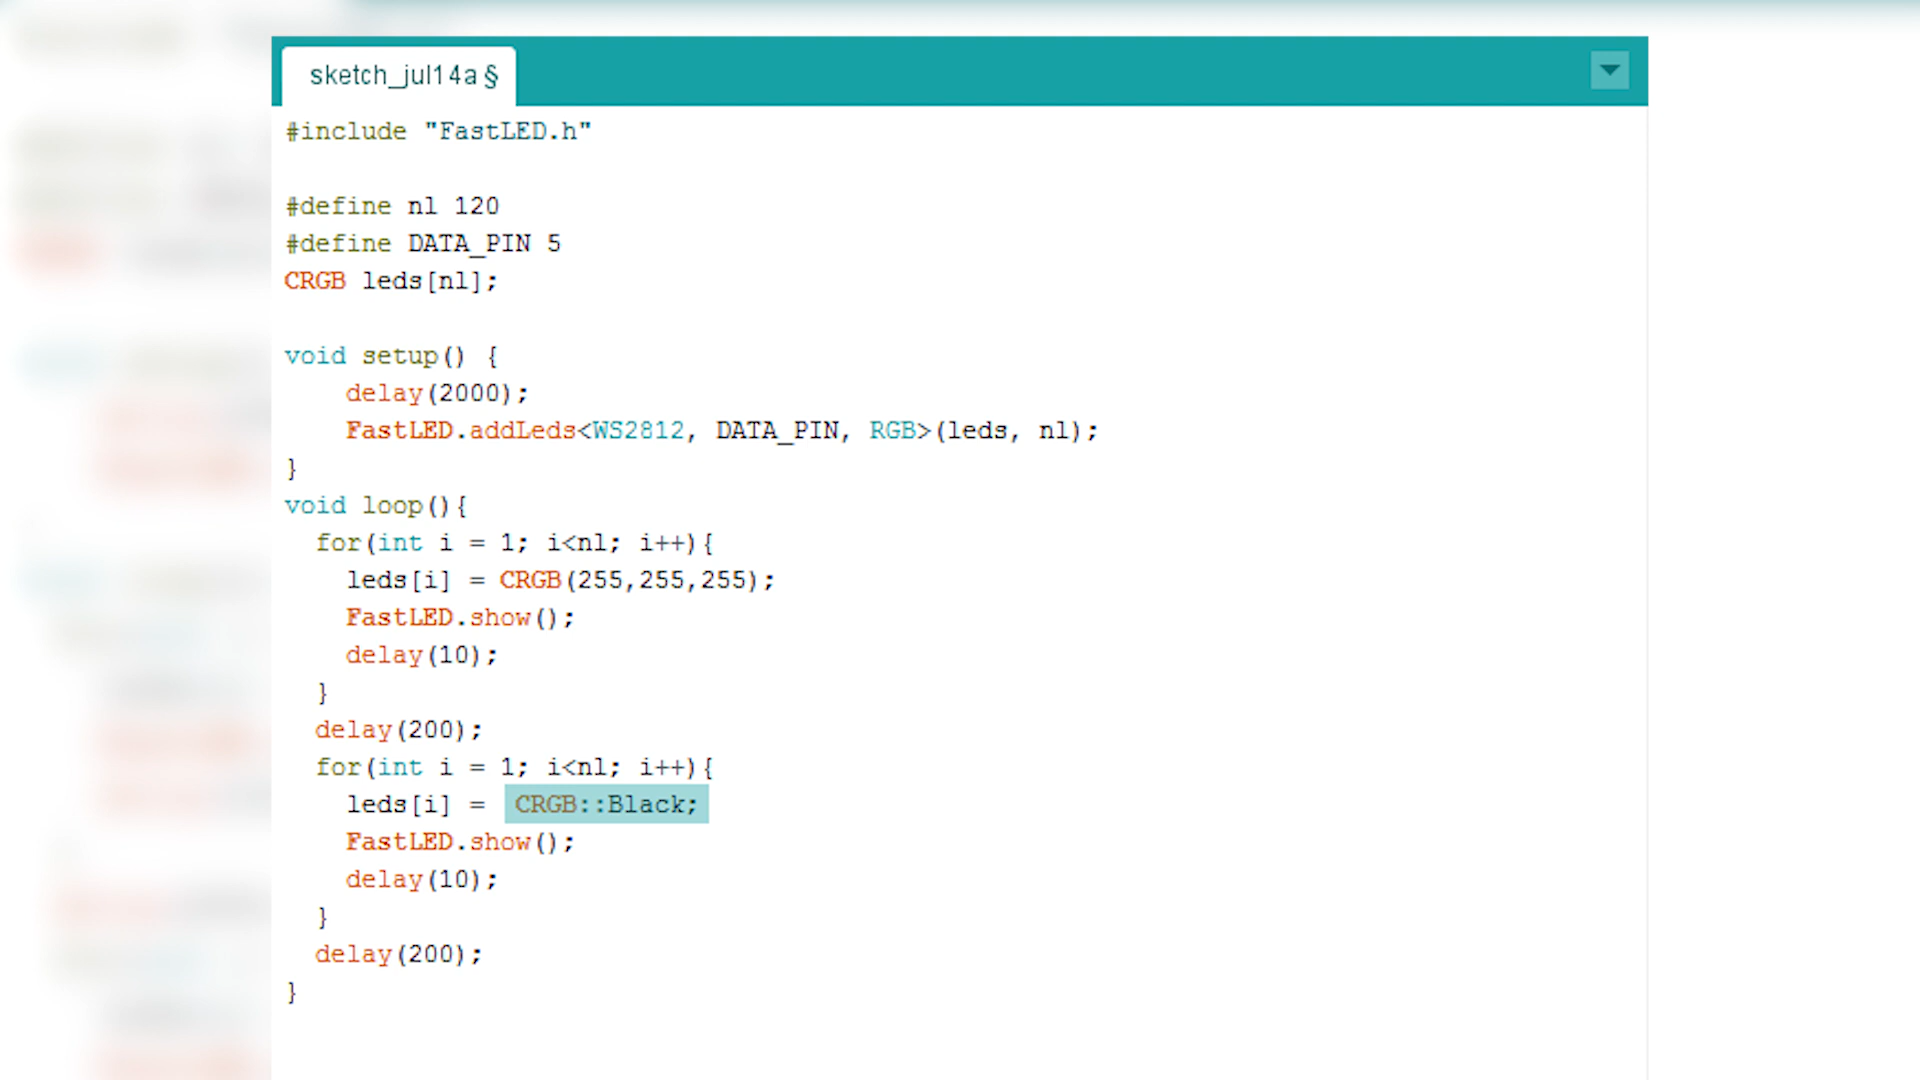 sketch_jul14a §
#include "FastLED.h"
#define nl 120
#define DATA_PIN 5
CRGB leds[nl];
void setup() {
delay(2000);
FastLED.addLeds<WS2812, DATA_PIN, RGB>(leds, nl);
}
void loop(){
for(int i = 1; i<nl; i++){
leds[i] = CRGB(255,255,255);
FastLED.show();
delay(10);
}
delay(200);
for(int i = 1; i<nl; i++){
leds[i] = CRGB::Black;
FastLED.show();
delay(10);
}
delay(200);
}